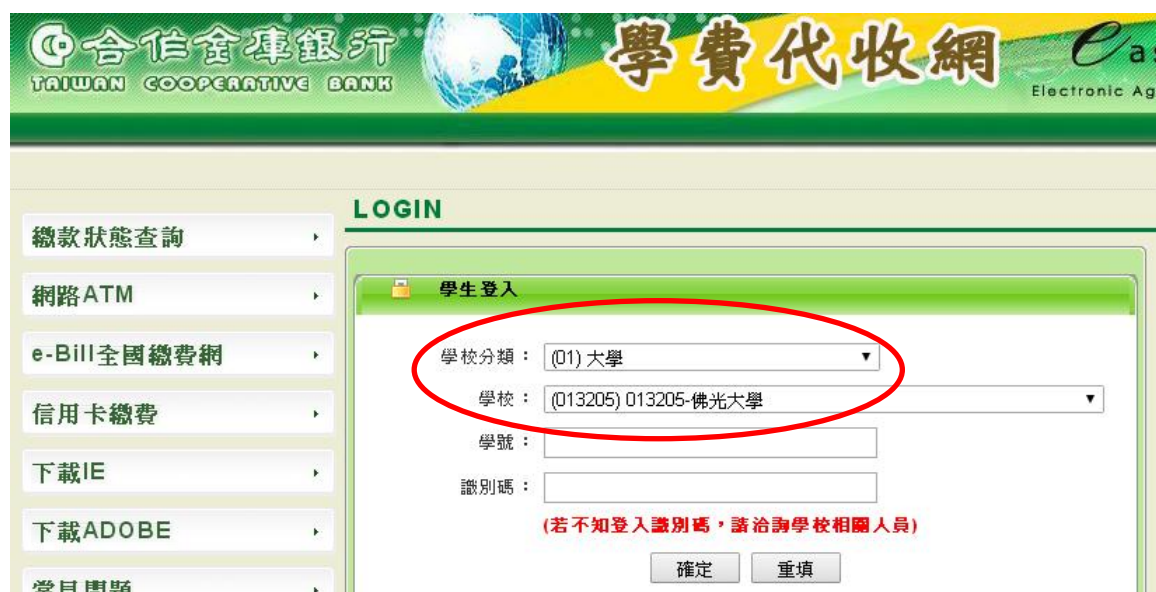 合作金庫銀行
TAIWAN COOPERATIVE BANK
學費代收網
eas
Electronic Ag
LOGIN
繳款狀態查詢
網路ATM
e-Bill全國繳費網
信用卡繳費
下載IE
下載ADOBE
常見問題
學生登入
學校分類：
(01) 大學
學校：
(013205) 013205-佛光大學
學號：
識別碼：
(若不知登入識別碼，請洽詢學校相關人員)
確定
重填